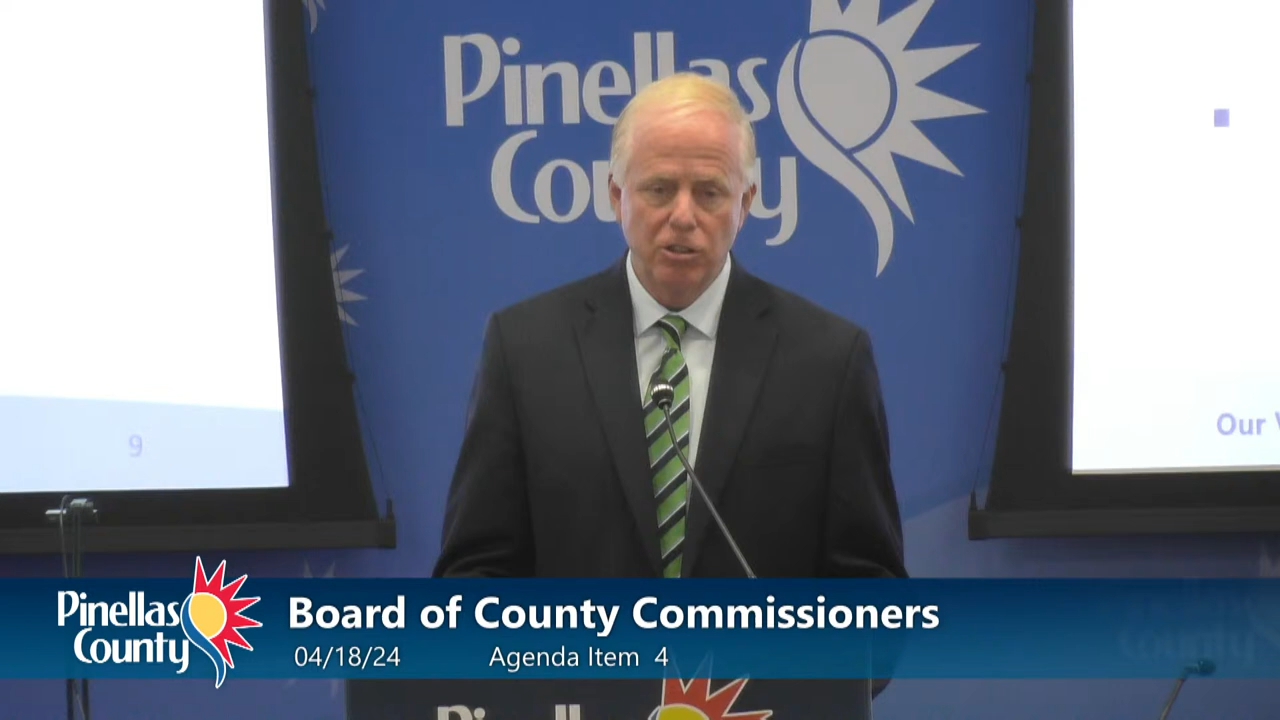 Pinellas
County
9
Our
Pinellas
County
Board of County Commissioners
04/18/24 Agenda Item 4